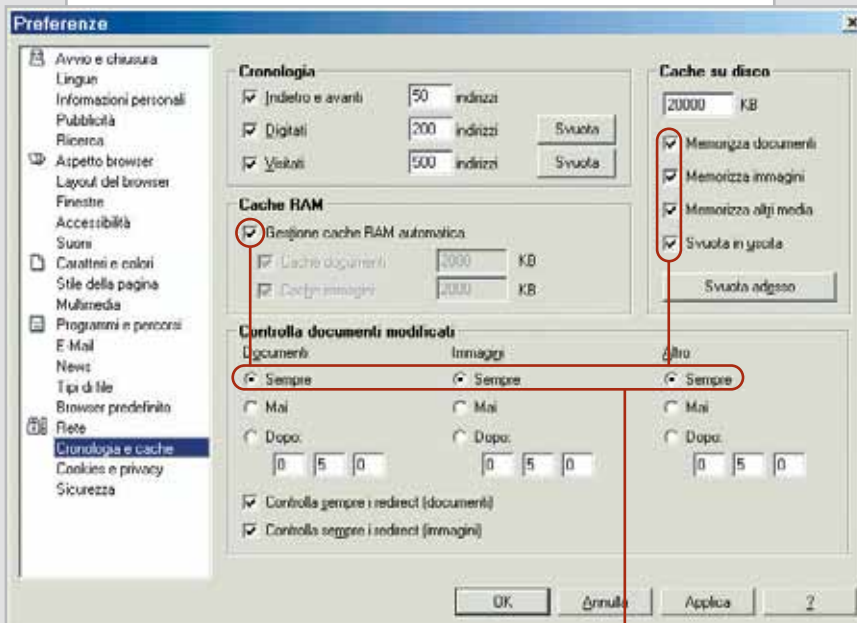 Preferenze
Avvio e chiusura
Lingue
Informazioni personali
Pubblicità
Ricerca
Aspetto browser
Layout del browser
Finestre
Accessibilità
Suoni
Caratteri e colori
Stile della pagina
Multimedia
Programmi e percorsi
E-Mail
News
Tipi di file
Browser predefinito
Rete
Cronologia e cache
Cookies e privacy
Sicurezza
Cronologia
Indietro e avanti 50 indirizzi
Digitati 200 indirizzi Svuota
Visitati 500 indirizzi Svuota
Cache RAM
Gestione cache RAM automatica
Cache documenti 2000 KB
Cache immagini 2000 KB
Cache su disco
20000 KB
Memorizza documenti
Memorizza immagini
Memorizza altri media
Svuota in uscita
Svuota adesso
Controlla documenti modificati
Documenti Immagini Altro
Sempre Sempre Sempre
Mai Mai Mai
Dopo: Dopo: Dopo:
0 5 0 0 5 0 0 5 0
Controlla sempre i redirect (documenti)
Controlla sempre i redirect (immagini)
OK Annulla Applica ?